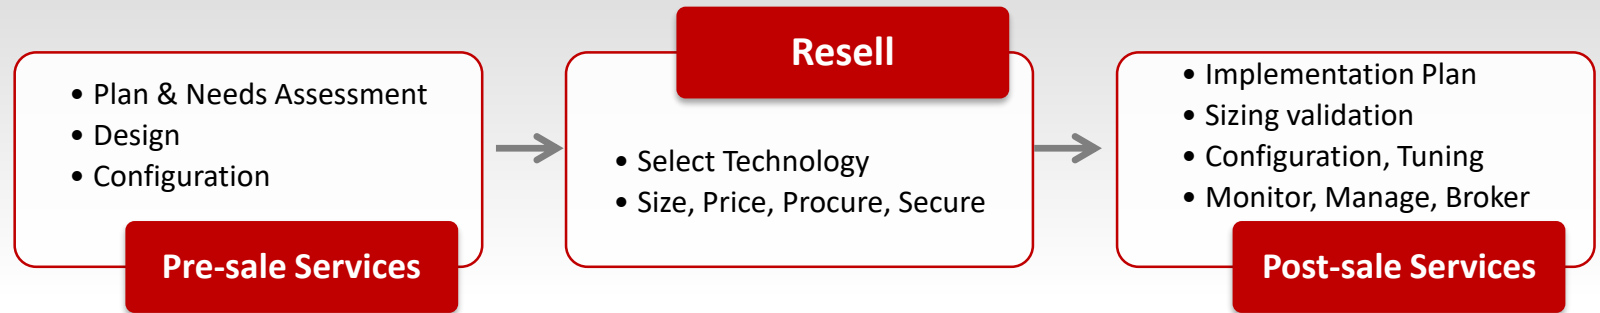 • Plan & Needs Assessment
• Design
• Configuration
Pre-sale Services
Resell
• Select Technology
• Size, Price, Procure, Secure
• Implementation Plan
• Sizing validation
• Configuration, Tuning
• Monitor, Manage, Broker
Post-sale Services